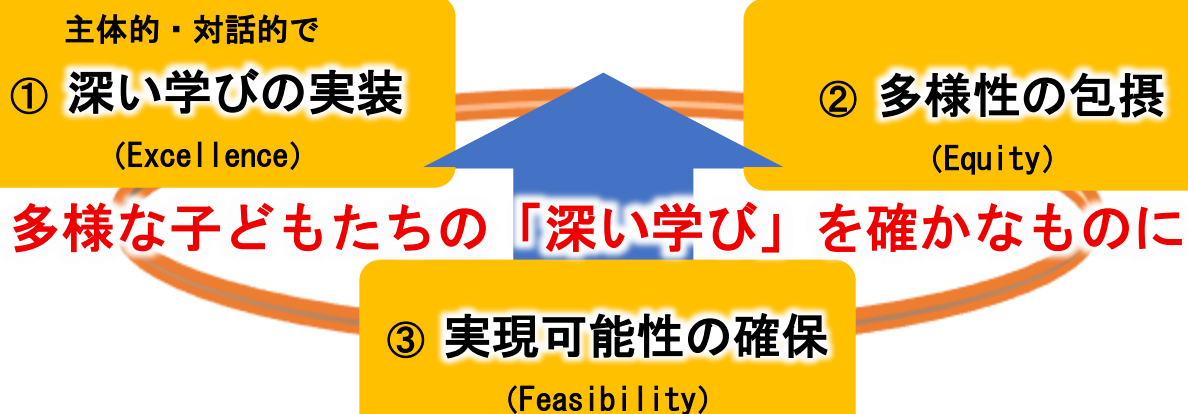 主体的・対話的で
① 深い学びの実装
(Excellence)
② 多様性の包摂
(Equity)
多様な子どもたちの「深い学び」を確かなものに
③ 実現可能性の確保
(Feasibility)